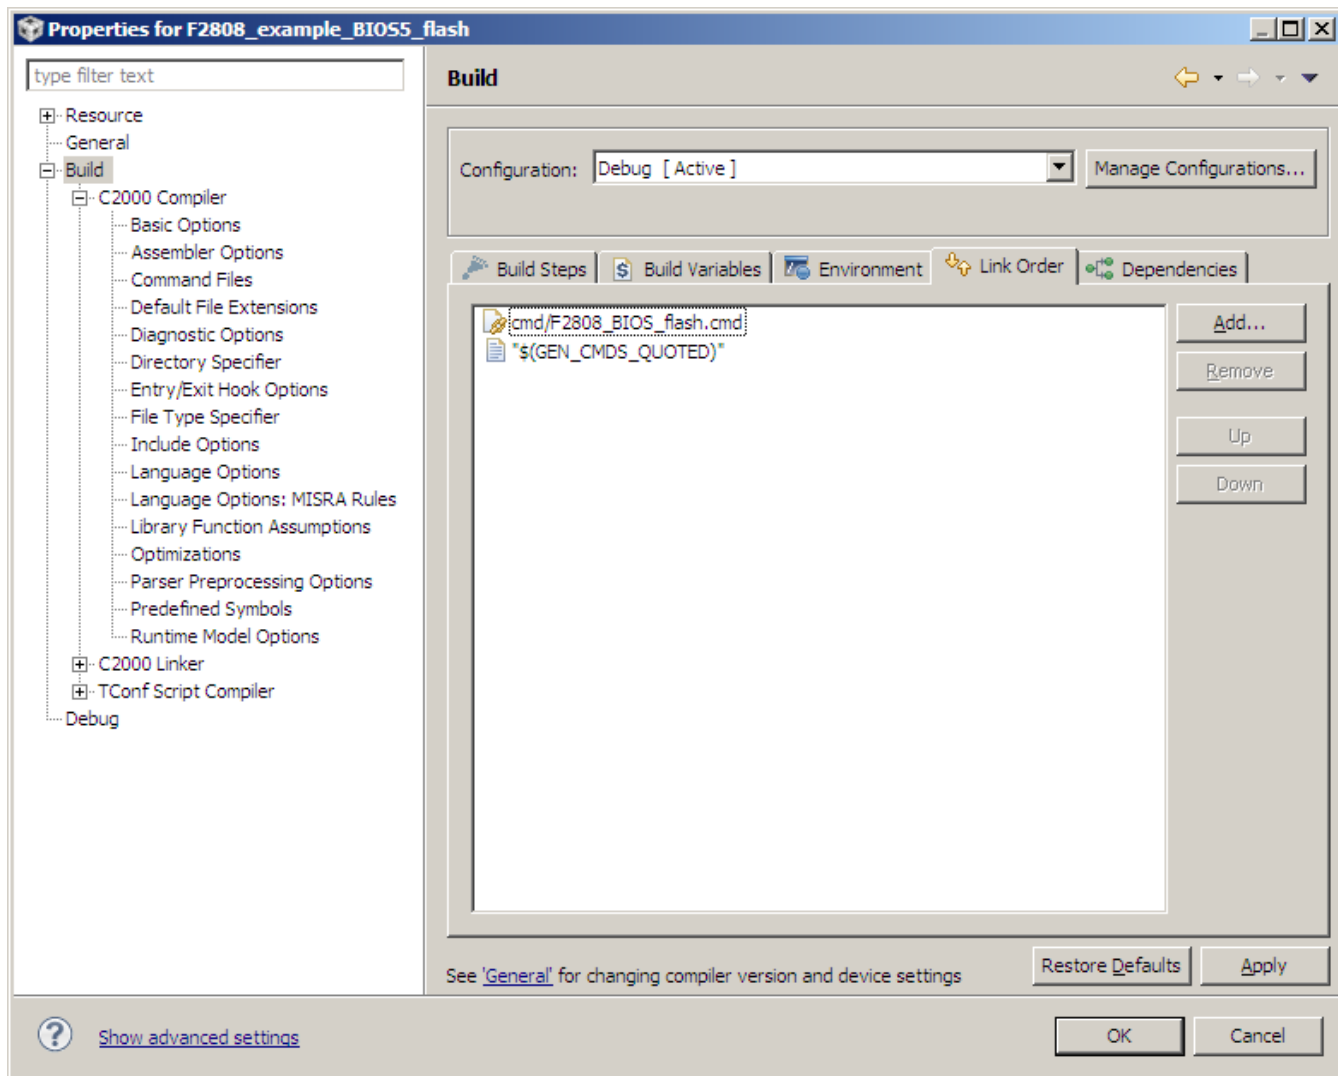 Properties for F2808_example_BIOS5_flash
type filter text
Resource
General
Build
C2000 Compiler
Basic Options
Assembler Options
Command Files
Default File Extensions
Diagnostic Options
Directory Specifier
Entry/Exit Hook Options
File Type Specifier
Include Options
Language Options
Language Options: MISRA Rules
Library Function Assumptions
Optimizations
Parser Preprocessing Options
Predefined Symbols
Runtime Model Options
C2000 Linker
TConf Script Compiler
Debug
Build
Configuration: Debug [ Active ] Manage Configurations...
Build Steps $ Build Variables Environment Link Order Dependencies
cmd/F2808_BIOS_flash.cmd
"$(GEN_CMDS_QUOTED)"
Add...
Remove
Up
Down
See 'General' for changing compiler version and device settings
Restore Defaults Apply
? Show advanced settings
OK Cancel